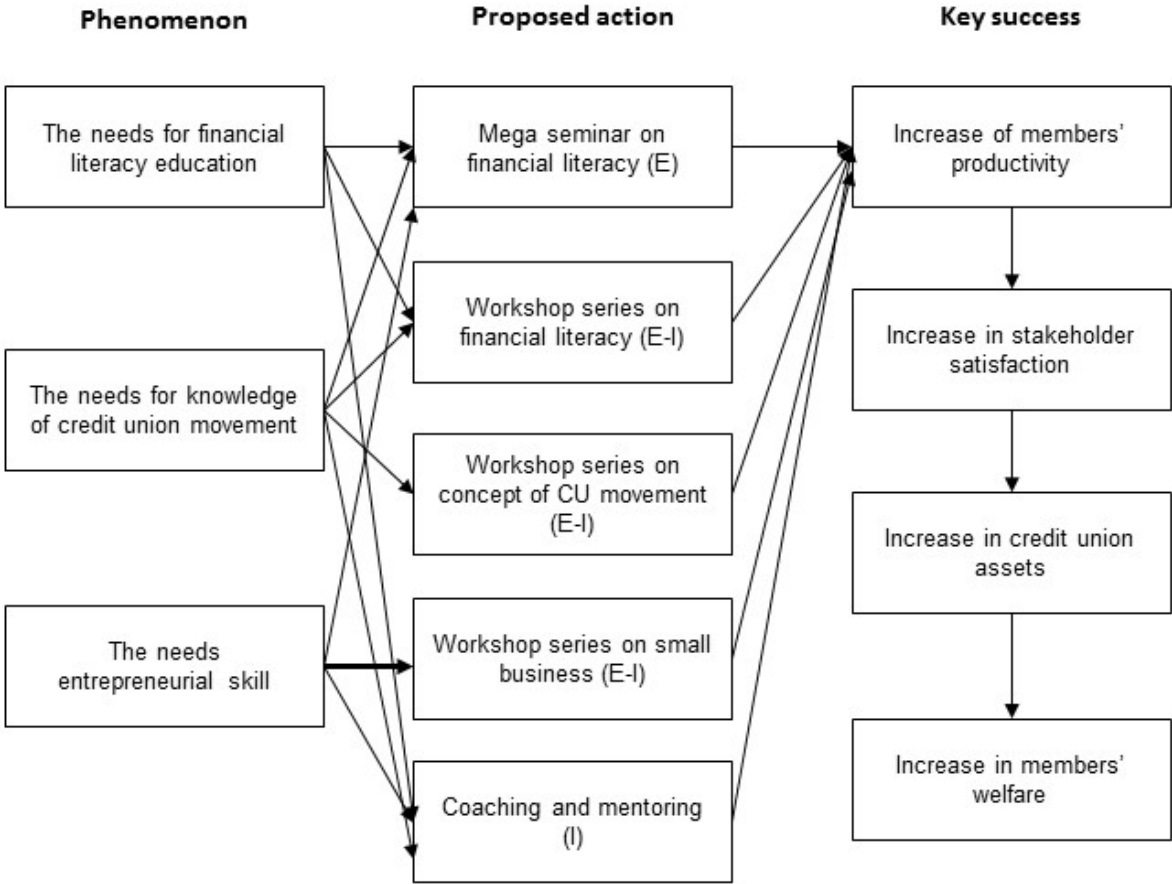 Phenomenon
Proposed action
Key success
The needs for financial
literacy education
Mega seminar on
financial literacy (E)
Increase of members'
productivity
Workshop series on
financial literacy (E-I)
Increase in stakeholder
satisfaction
The needs for knowledge
of credit union movement
Workshop series on
concept of CU movement
(E-I)
Increase in credit union
assets
The needs
entrepreneurial skill
Workshop series on small
business (E-I)
Increase in members'
welfare
Coaching and mentoring
(I)